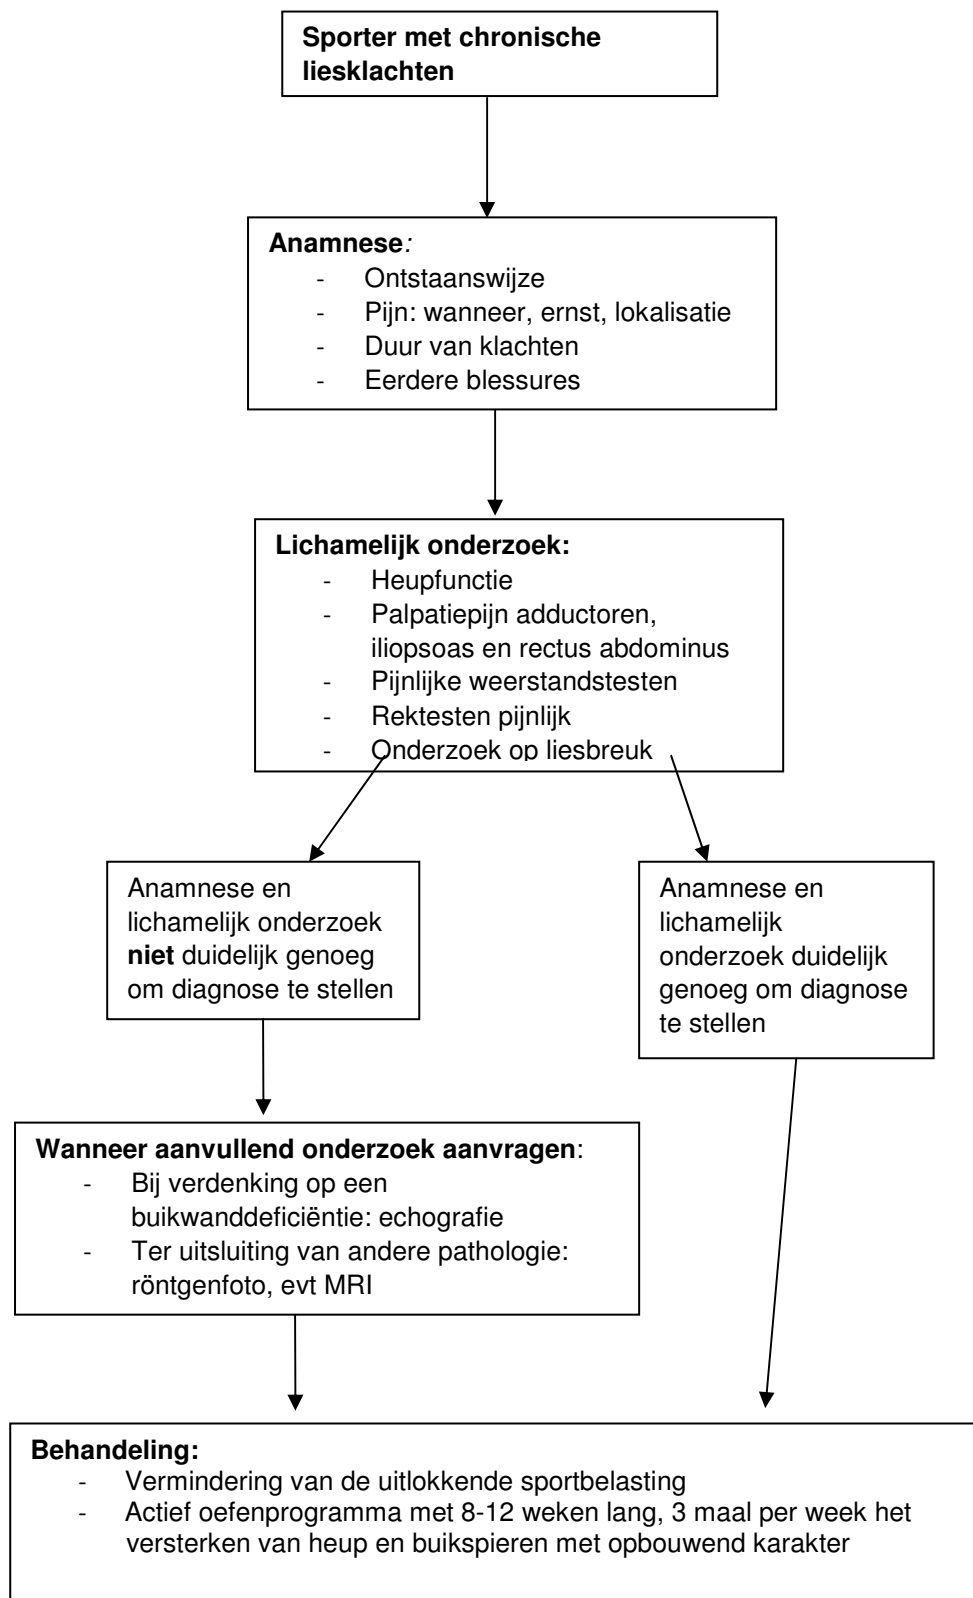 Sporter met chronische
liesklachten
Anamnese:
- Ontstaanswijze
- Pijn: wanneer, ernst, lokalisatie
- Duur van klachten
- Eerdere blessures
Lichamelijk onderzoek:
- Heupfunctie
- Palpatiepijn adductoren,
iliopsoas en rectus abdominus
- Pijnlijke weerstandstesten
- Rektesten pijnlijk
- Onderzoek op liesbreuk
Anamnese en
lichamelijk onderzoek
niet duidelijk genoeg
om diagnose te stellen
Anamnese en
lichamelijk
onderzoek duidelijk
genoeg om diagnose
te stellen
Wanneer aanvullend onderzoek aanvragen:
- Bij verdenking op een
buikwanddeficiëntie: echografie
- Ter uitsluiting van andere pathologie:
röntgenfoto, evt MRI
Behandeling:
- Vermindering van de uitlokkende sportbelasting
- Actief oefenprogramma met 8-12 weken lang, 3 maal per week het
versterken van heup en buikspieren met opbouwend karakter